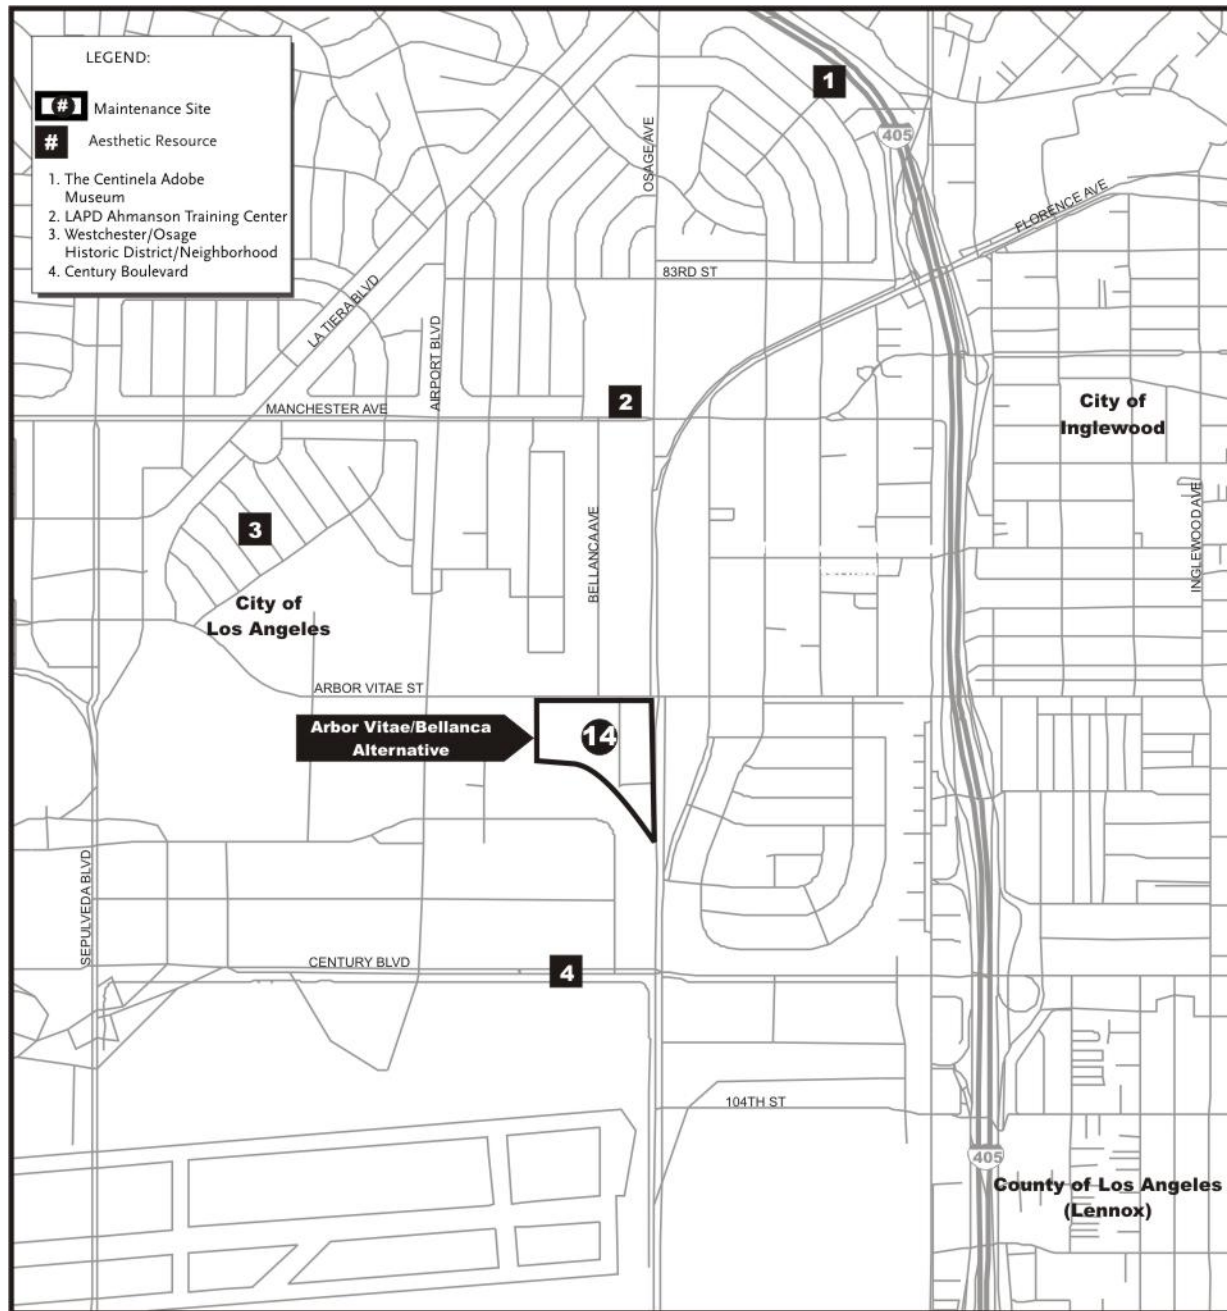 LEGEND:
# Maintenance Site
# Aesthetic Resource
1. The Centinela Adobe
Museum
2. LAPD Ahmanson Training Center
3. Westchester/Osage
Historic District/Neighborhood
4. Century Boulevard
1
405
OSAGE AVE
FLORENCE AVE
83RD ST
LA TIERA BLVD
AIRPORT BLVD
MANCHESTER AVE
2
City of
Inglewood
3
BELLANCA AVE
INGLEWOOD AVE
City of
Los Angeles
ARBOR VITAE ST
Arbor Vitae/Bellanca
Alternative
14
SEPULVEDA BLVD
CENTURY BLVD
4
104TH ST
405
County of Los Angeles
(Lennox)